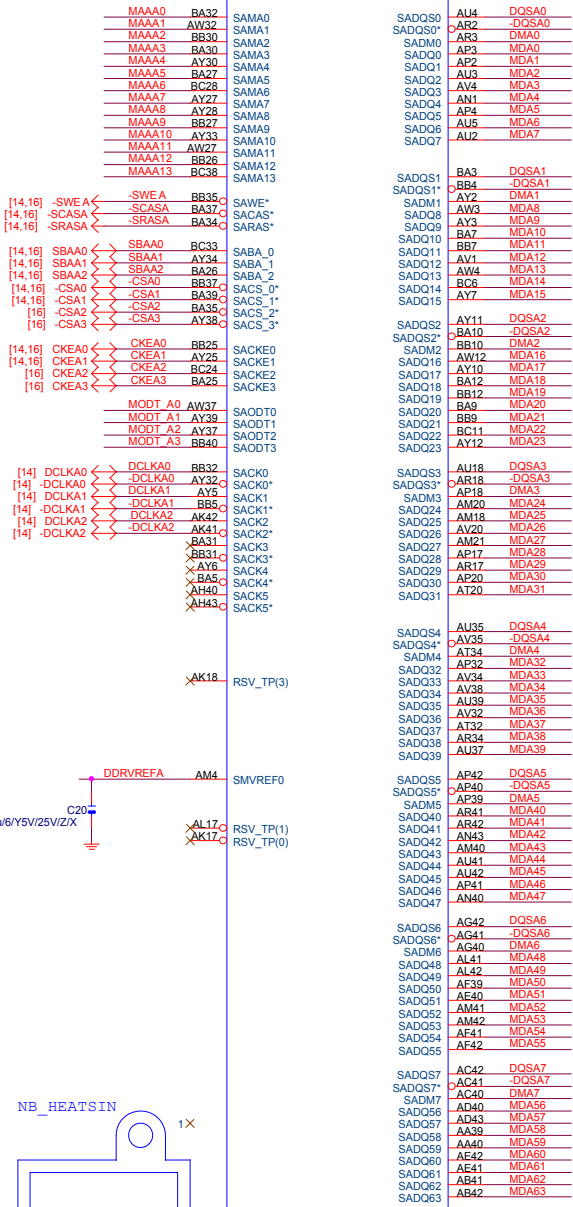 MAAA0 BA32 SAMA0
MAAA1 AW32 SAMA1
MAAA2 BB30 SAMA2
MAAA3 BA30 SAMA3
MAAA4 AY30 SAMA4
MAAA5 BA27 SAMA5
MAAA6 BC28 SAMA6
MAAA7 AY27 SAMA7
MAAA8 AY28 SAMA8
MAAA9 BB27 SAMA9
MAAA10 AY33 SAMA10
MAAA11 AW27 SAMA11
MAAA12 BB26 SAMA12
MAAA13 BC38 SAMA13
[14,16] -SWEA -SWEA BB35 SAWE*
[14,16] -SCASA -SCASA BA37 SACAS*
[14,16] -SRASA -SRASA BA34 SARAS*
[14,16] SBAA0 SBAA0 BC33 SABA_0
[14,16] SBAA1 SBAA1 AY34 SABA_1
[14,16] SBAA2 SBAA2 BA26 SABA_2
[14,16] -CSA0 -CSA0 BB37 SACS_0*
[14,16] -CSA1 -CSA1 BA39 SACS_1*
[16] -CSA2 -CSA2 BA35 SACS_2*
[16] -CSA3 -CSA3 AY38 SACS_3*
[14,16] CKEA0 CKEA0 BB25 SACKE0
[14,16] CKEA1 CKEA1 AY25 SACKE1
[16] CKEA2 CKEA2 BC24 SACKE2
[16] CKEA3 CKEA3 BA25 SACKE3
MODT_A0 AW37 SAODT0
MODT_A1 AY39 SAODT1
MODT_A2 AY37 SAODT2
MODT_A3 BB40 SAODT3
[14] DCLKA0 DCLKA0 BB32 SACK0
[14] -DCLKA0 -DCLKA0 AY32 SACK0*
[14] DCLKA1 DCLKA1 AY5 SACK1
[14] -DCLKA1 -DCLKA1 BB5 SACK1*
[14] DCLKA2 DCLKA2 AK42 SACK2
[14] -DCLKA2 -DCLKA2 AK41 SACK2*
BA31 SACK3
BB31 SACK3*
AY6 SACK4
BA5 SACK4*
AH40 SACK5
AH43 SACK5*
AK18 RSV_TP(3)
DDRVREFA AM4 SMVREF0
C20
/6/Y5V/25V/Z/X
AL17 RSV_TP(1)
AK17 RSV_TP(0)
NB_HEATSIN
1
SADQS0 AU4 DQSA0
SADQS0* AR2 -DQSA0
SADM0 AR3 DMA0
SADQ0 AP3 MDA0
SADQ1 AP2 MDA1
SADQ2 AU3 MDA2
SADQ3 AV4 MDA3
SADQ4 AN1 MDA4
SADQ5 AP4 MDA5
SADQ6 AU5 MDA6
SADQ7 AU2 MDA7
SADQS1 BA3 DQSA1
SADQS1* BB4 -DQSA1
SADM1 AY2 DMA1
SADQ8 AW3 MDA8
SADQ9 AY3 MDA9
SADQ10 BA7 MDA10
SADQ11 BB7 MDA11
SADQ12 AV1 MDA12
SADQ13 AW4 MDA13
SADQ14 BC6 MDA14
SADQ15 AY7 MDA15
SADQS2 AY11 DQSA2
SADQS2* BA10 -DQSA2
SADM2 BB10 DMA2
SADQ16 AW12 MDA16
SADQ17 AY10 MDA17
SADQ18 BA12 MDA18
SADQ19 BB12 MDA19
SADQ20 BA9 MDA20
SADQ21 BB9 MDA21
SADQ22 BC11 MDA22
SADQ23 AY12 MDA23
SADQS3 AU18 DQSA3
SADQS3* AR18 -DQSA3
SADM3 AP18 DMA3
SADQ24 AM20 MDA24
SADQ25 AM18 MDA25
SADQ26 AV20 MDA26
SADQ27 AM21 MDA27
SADQ28 AP17 MDA28
SADQ29 AR17 MDA29
SADQ30 AP20 MDA30
SADQ31 AT20 MDA31
SADQS4 AU35 DQSA4
SADQS4* AV35 -DQSA4
SADM4 AT34 DMA4
SADQ32 AP32 MDA32
SADQ33 AV34 MDA33
SADQ34 AV38 MDA34
SADQ35 AU39 MDA35
SADQ36 AV32 MDA36
SADQ37 AT32 MDA37
SADQ38 AR34 MDA38
SADQ39 AU37 MDA39
SADQS5 AP42 DQSA5
SADQS5* AP40 -DQSA5
SADM5 AP39 DMA5
SADQ40 AR41 MDA40
SADQ41 AR42 MDA41
SADQ42 AN43 MDA42
SADQ43 AM40 MDA43
SADQ44 AU41 MDA44
SADQ45 AU42 MDA45
SADQ46 AP41 MDA46
SADQ47 AN40 MDA47
SADQS6 AG42 DQSA6
SADQS6* AG41 -DQSA6
SADM6 AG40 DMA6
SADQ48 AL41 MDA48
SADQ49 AL42 MDA49
SADQ50 AF39 MDA50
SADQ51 AE40 MDA51
SADQ52 AM41 MDA52
SADQ53 AM42 MDA53
SADQ54 AF41 MDA54
SADQ55 AF42 MDA55
SADQS7 AC42 DQSA7
SADQS7* AC41 -DQSA7
SADM7 AC40 DMA7
SADQ56 AD40 MDA56
SADQ57 AD43 MDA57
SADQ58 AA39 MDA58
SADQ59 AA40 MDA59
SADQ60 AE42 MDA60
SADQ61 AE41 MDA61
SADQ62 AB41 MDA62
SADQ63 AB42 MDA63